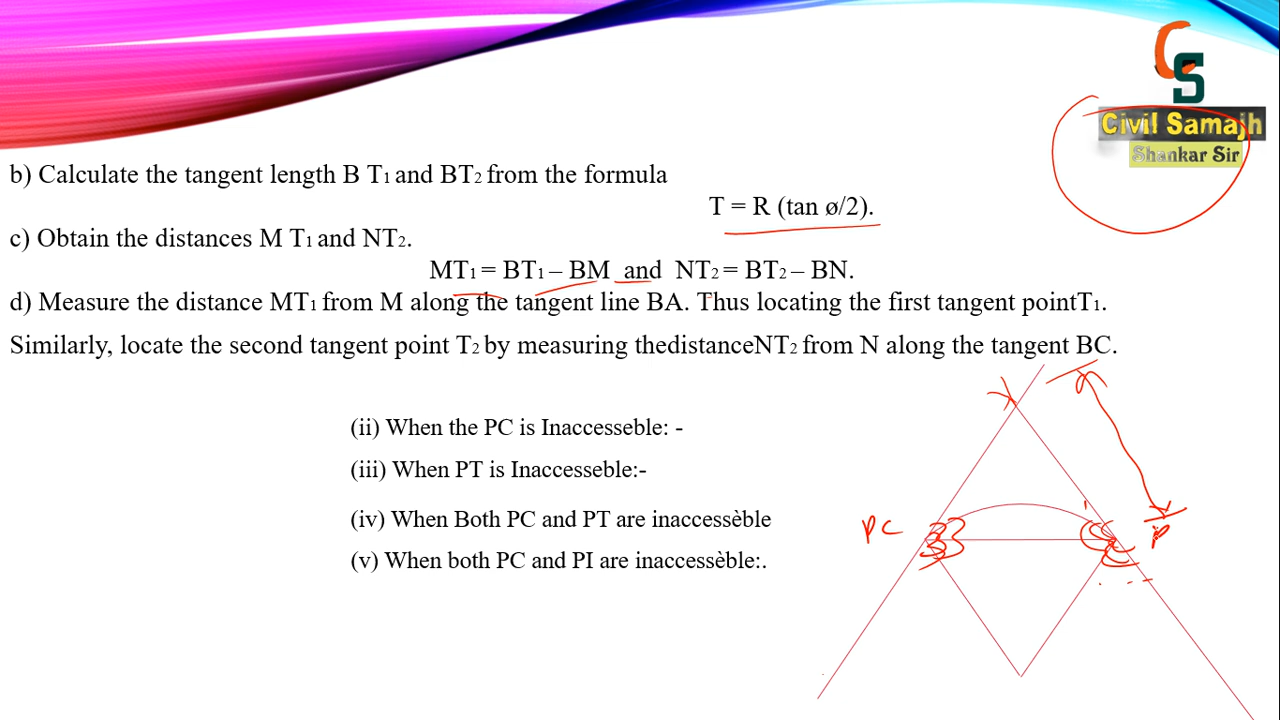 CS
Civil Samajh
Shankar Sir
b) Calculate the tangent length B T1 and BT2 from the formula
T = R (tan ø/2).
c) Obtain the distances M T1 and NT2.
MT1 = BT1 – BM and NT2 = BT2 – BN.
d) Measure the distance MT1 from M along the tangent line BA. Thus locating the first tangent pointT1.
Similarly, locate the second tangent point T2 by measuring thedistanceNT2 from N along the tangent BC.
(ii) When the PC is Inaccesseble: -
(iii) When PT is Inaccesseble:-
(iv) When Both PC and PT are inaccessèble
(v) When both PC and PI are inaccessèble:.
PC